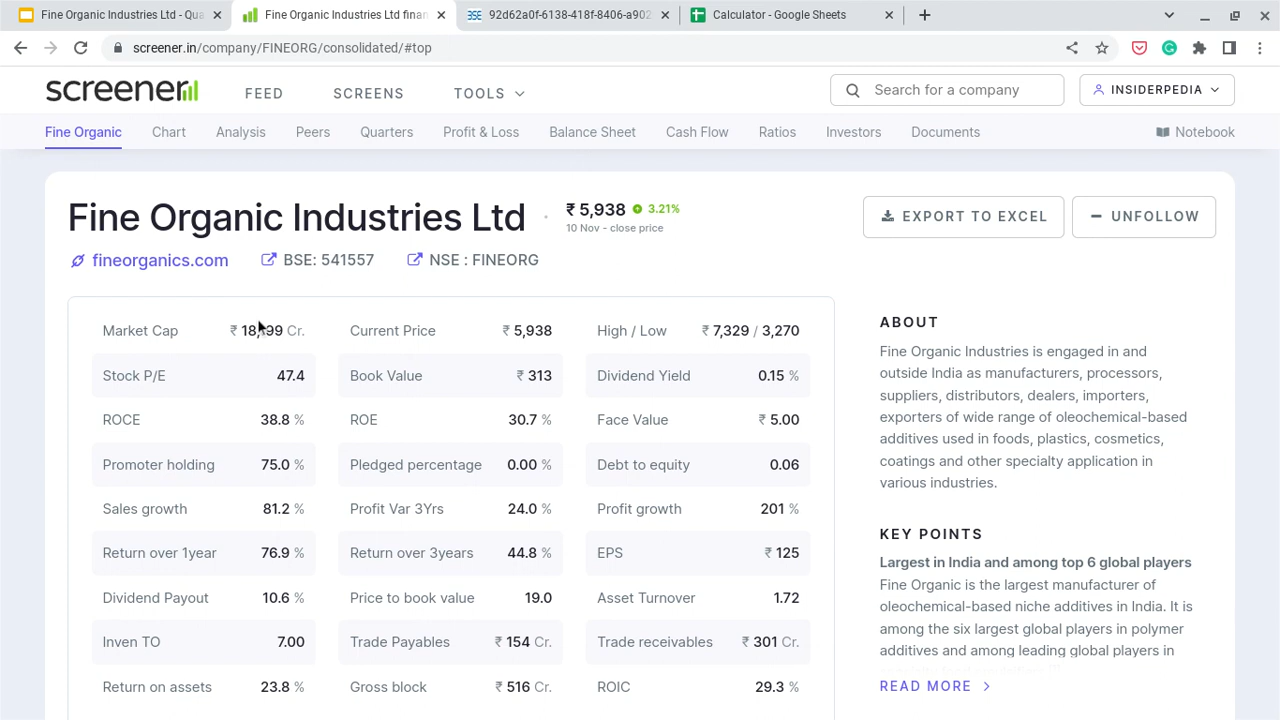 Fine Organic Industries Ltd - Qua
Fine Organic Industries Ltd finan
92d62a0f-6138-418f-8406-a902
Calculator - Google Sheets
screener.in/company/FINEORG/consolidated/#top
screener
FEED
SCREENS
TOOLS
Search for a company
INSIDERPEDIA
Fine Organic
Chart
Analysis
Peers
Quarters
Profit & Loss
Balance Sheet
Cash Flow
Ratios
Investors
Documents
Notebook
Fine Organic Industries Ltd
₹ 5,938 3.21%
10 Nov - close price
EXPORT TO EXCEL
UNFOLLOW
fineorganics.com
BSE: 541557
NSE : FINEORG
Market Cap ₹ Cr.
Current Price ₹ 5,938
High / Low ₹ 7,329 / 3,270
Stock P/E 47.4
Book Value ₹ 313
Dividend Yield 0.15 %
ROCE 38.8 %
ROE 30.7 %
Face Value ₹ 5.00
Promoter holding 75.0 %
Pledged percentage 0.00 %
Debt to equity 0.06
Sales growth 81.2 %
Profit Var 3Yrs 24.0 %
Profit growth 201 %
Return over 1year 76.9 %
Return over 3years 44.8 %
EPS ₹ 125
Dividend Payout 10.6 %
Price to book value 19.0
Asset Turnover 1.72
Inven TO 7.00
Trade Payables ₹ 154 Cr.
Trade receivables ₹ 301 Cr.
Return on assets 23.8 %
Gross block ₹ 516 Cr.
ROIC 29.3 %
ABOUT
Fine Organic Industries is engaged in and
outside India as manufacturers, processors,
suppliers, distributors, dealers, importers,
exporters of wide range of oleochemical-based
additives used in foods, plastics, cosmetics,
coatings and other specialty application in
various industries.
KEY POINTS
Largest in India and among top 6 global players
Fine Organic is the largest manufacturer of
oleochemical-based niche additives in India. It is
among the six largest global players in polymer
additives and among leading global players in
READ MORE